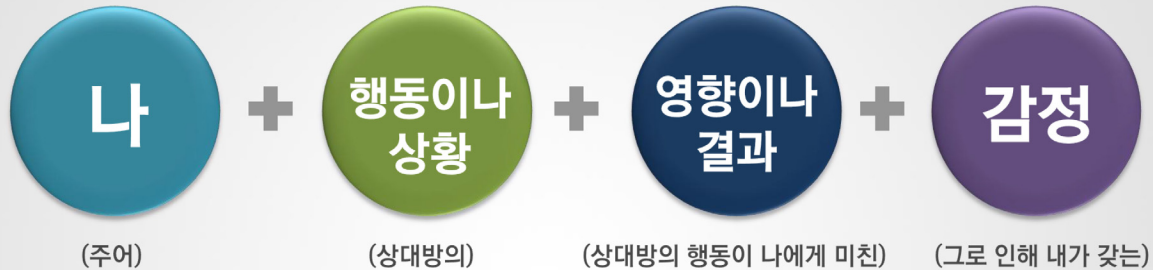 나
행동이나
상황
영향이나
결과
감정
(주어)
(상대방의)
(상대방의 행동이 나에게 미친)
(그로 인해 내가 갖는)